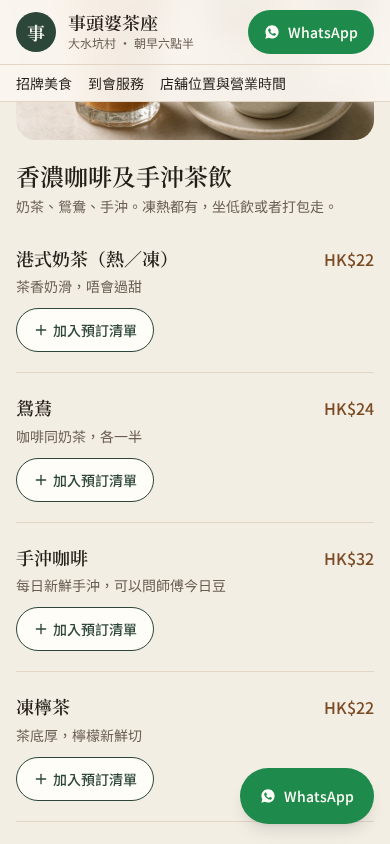 事
事頭婆茶座
大水坑村 · 朝早六點半
WhatsApp
招牌美食 到會服務 店舖位置與營業時間
香濃咖啡及手沖茶飲
奶茶、鴛鴦、手沖。凍熱都有，坐低飲或者打包走。
港式奶茶（熱／凍） HK$22
茶香奶滑，唔會過甜
＋ 加入預訂清單
鴛鴦 HK$24
咖啡同奶茶，各一半
＋ 加入預訂清單
手沖咖啡 HK$32
每日新鮮手沖，可以問師傅今日豆
＋ 加入預訂清單
凍檸茶 HK$22
茶底厚，檸檬新鮮切
＋ 加入預訂清單
WhatsApp